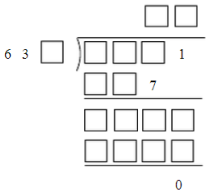 □ □
6 3 □ ) □ □ □ 1
□ □ 7
□ □ □ □
□ □ □ □
0